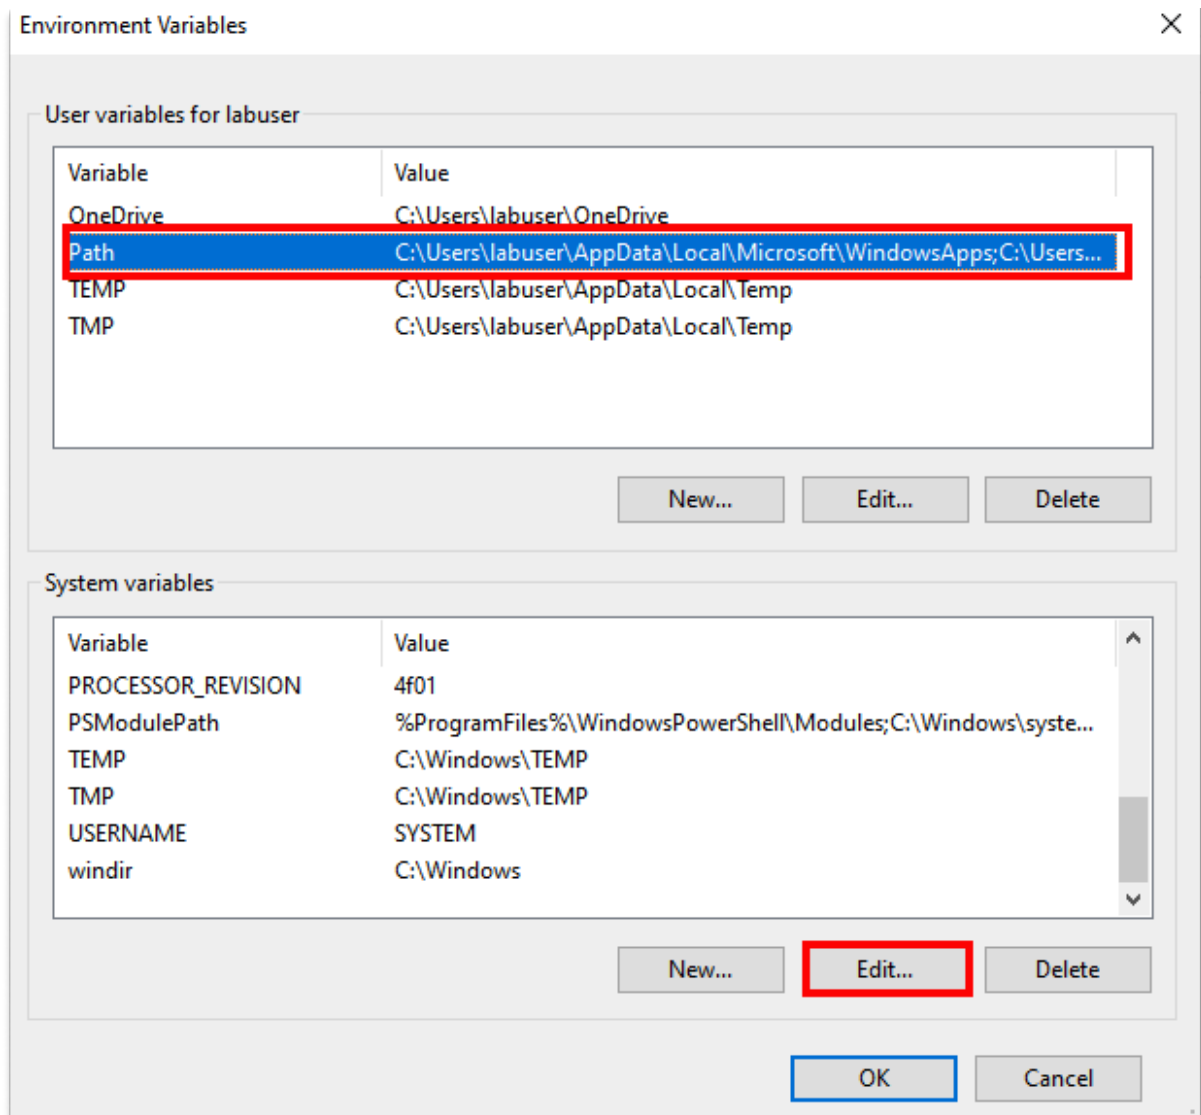 Environment Variables
User variables for labuser
Variable Value
OneDrive C:\Users\labuser\OneDrive
Path C:\Users\labuser\AppData\Local\Microsoft\WindowsApps;C:\Users...
TEMP C:\Users\labuser\AppData\Local\Temp
TMP C:\Users\labuser\AppData\Local\Temp
New... Edit... Delete
System variables
Variable Value
PROCESSOR_REVISION 4f01
PSModulePath %ProgramFiles%\WindowsPowerShell\Modules;C:\Windows\syste...
TEMP C:\Windows\TEMP
TMP C:\Windows\TEMP
USERNAME SYSTEM
windir C:\Windows
New... Edit... Delete
OK Cancel